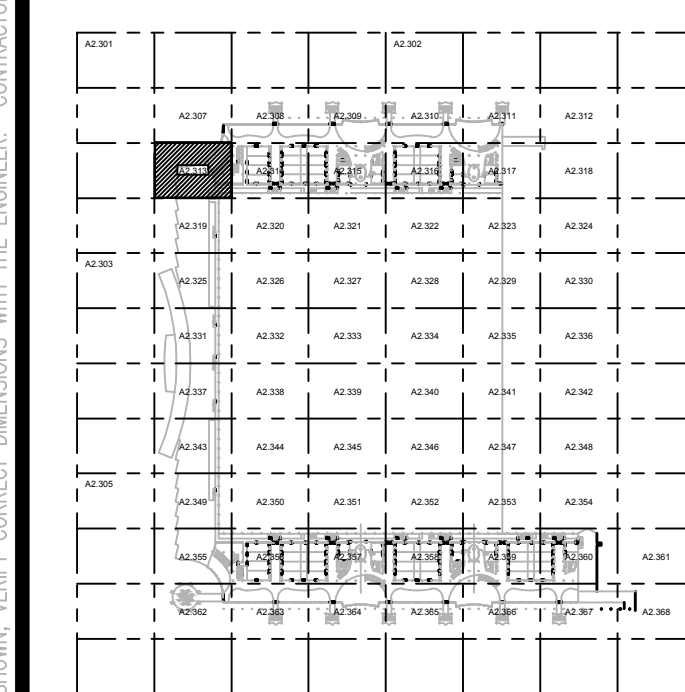 A2.301 A2.302
A2.307 A2.308 A2.309 A2.310 A2.311 A2.312
A2.313 A2.314 A2.315 A2.316 A2.317 A2.318
A2.319 A2.320 A2.321 A2.322 A2.323 A2.324
A2.303
A2.325 A2.326 A2.327 A2.328 A2.329 A2.330
A2.331 A2.332 A2.333 A2.334 A2.335 A2.336
A2.337 A2.338 A2.339 A2.340 A2.341 A2.342
A2.343 A2.344 A2.345 A2.346 A2.347 A2.348
A2.305
A2.349 A2.350 A2.351 A2.352 A2.353 A2.354
A2.355 A2.356 A2.357 A2.358 A2.359 A2.360 A2.361
A2.362 A2.363 A2.364 A2.365 A2.366 A2.367 A2.368
SHOWN, VERIFY CORRECT DIMENSIONS WITH THE ENGINEER. CONTRACTOR